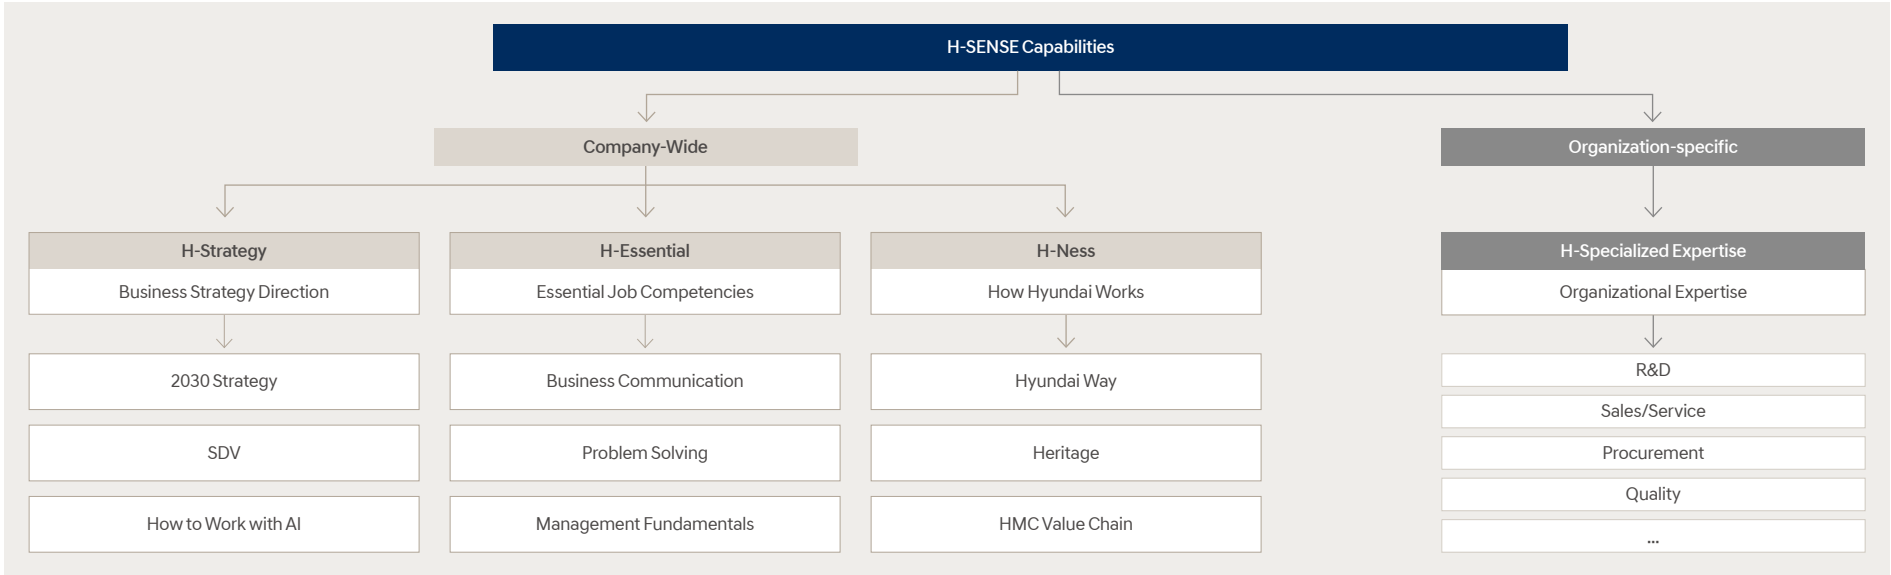 H-SENSE Capabilities
Company-Wide
Organization-specific
H-Strategy
Business Strategy Direction
2030 Strategy
SDV
How to Work with AI
H-Essential
Essential Job Competencies
Business Communication
Problem Solving
Management Fundamentals
H-Ness
How Hyundai Works
Hyundai Way
Heritage
HMC Value Chain
H-Specialized Expertise
Organizational Expertise
R&D
Sales/Service
Procurement
Quality
...